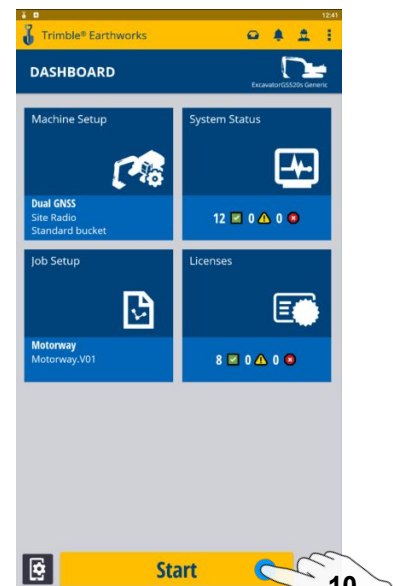 12:41
Trimble® Earthworks
DASHBOARD
ExcavatorGS520s Generic
Machine Setup
Dual GNSS
Site Radio
Standard bucket
System Status
12 0 0
Job Setup
Motorway
Motorway.V01
Licenses
8 0 0
Start
10